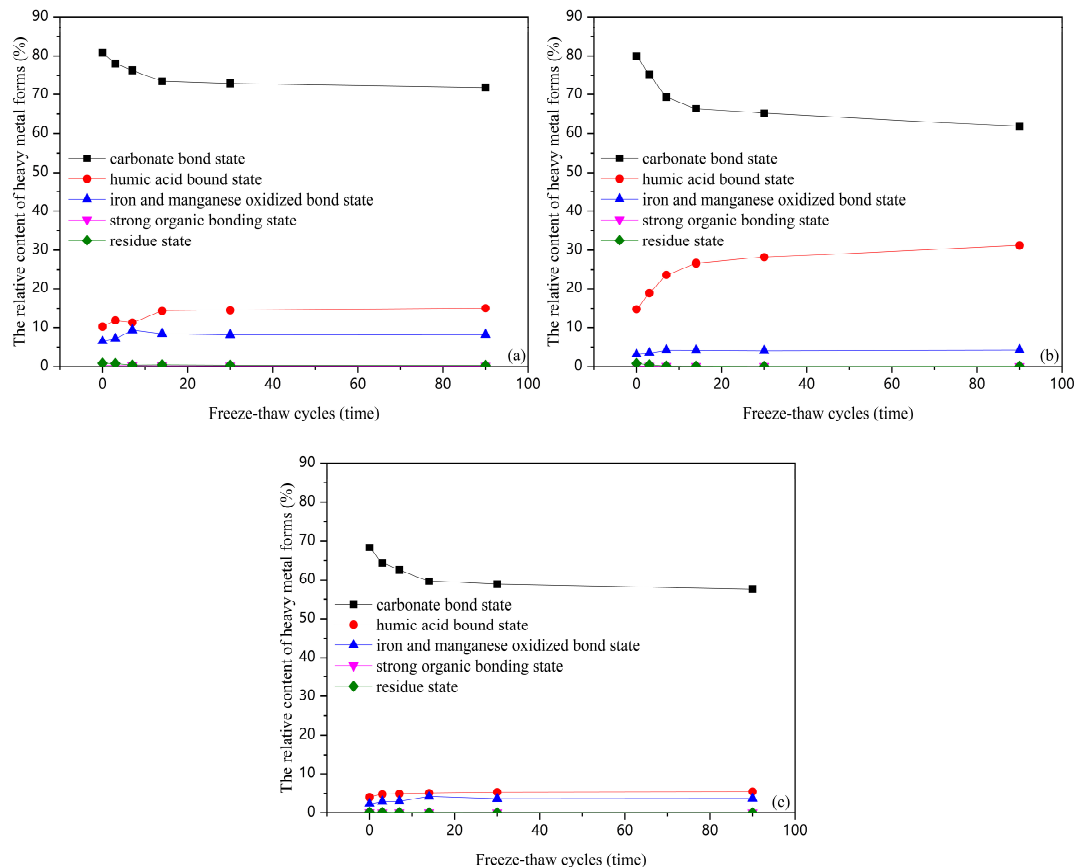 The relative content of heavy metal forms (%)
90
80
70
60
50
40
30
20
10
0
carbonate bond state
humic acid bound state
iron and manganese oxidized bond state
strong organic bonding state
residue state
(a)
0 20 40 60 80 100
Freeze-thaw cycles (time)
The relative content of heavy metal forms (%)
90
80
70
60
50
40
30
20
10
0
carbonate bond state
humic acid bound state
iron and manganese oxidized bond state
strong organic bonding state
residue state
(b)
0 20 40 60 80 100
Freeze-thaw cycles (time)
The relative content of heavy metal forms (%)
90
80
70
60
50
40
30
20
10
0
carbonate bond state
humic acid bound state
iron and manganese oxidized bond state
strong organic bonding state
residue state
(c)
0 20 40 60 80 100
Freeze-thaw cycles (time)